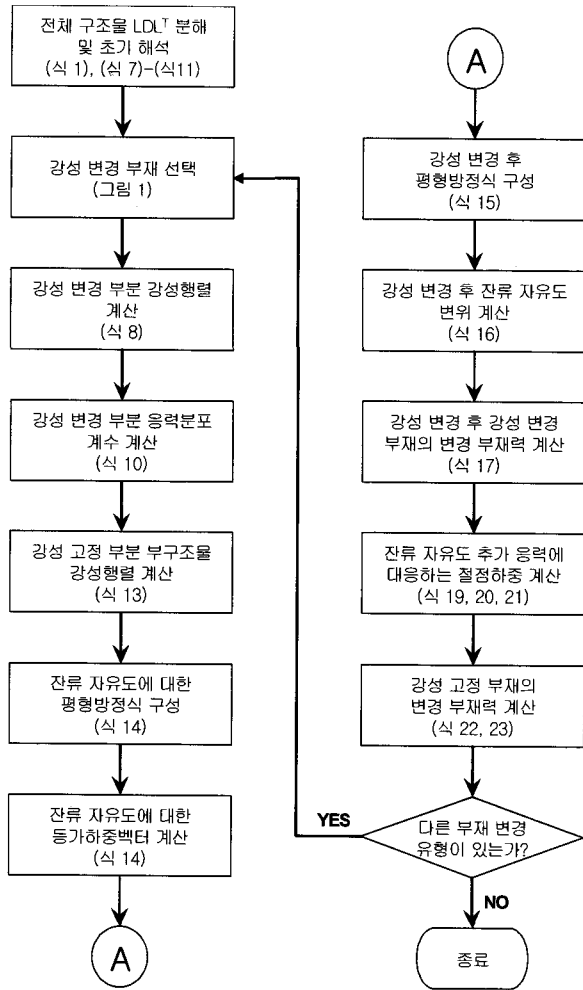 전체 구조물 LDLᵀ 분해
및 초기 해석
(식 1), (식 7)-(식11)
강성 변경 부재 선택
(그림 1)
강성 변경 부분 강성행렬
계산
(식 8)
강성 변경 부분 응력분포
계수 계산
(식 10)
강성 고정 부분 부구조물
강성행렬 계산
(식 13)
잔류 자유도에 대한
평형방정식 구성
(식 14)
잔류 자유도에 대한
등가하중벡터 계산
(식 14)
A
A
강성 변경 후
평형방정식 구성
(식 15)
강성 변경 후 잔류 자유도
변위 계산
(식 16)
강성 변경 후 강성 변경
부재의 변경 부재력 계산
(식 17)
잔류 자유도 추가 응력에
대응하는 절점하중 계산
(식 19, 20, 21)
강성 고정 부재의
변경 부재력 계산
(식 22, 23)
YES
다른 부재 변경
유형이 있는가?
NO
종료